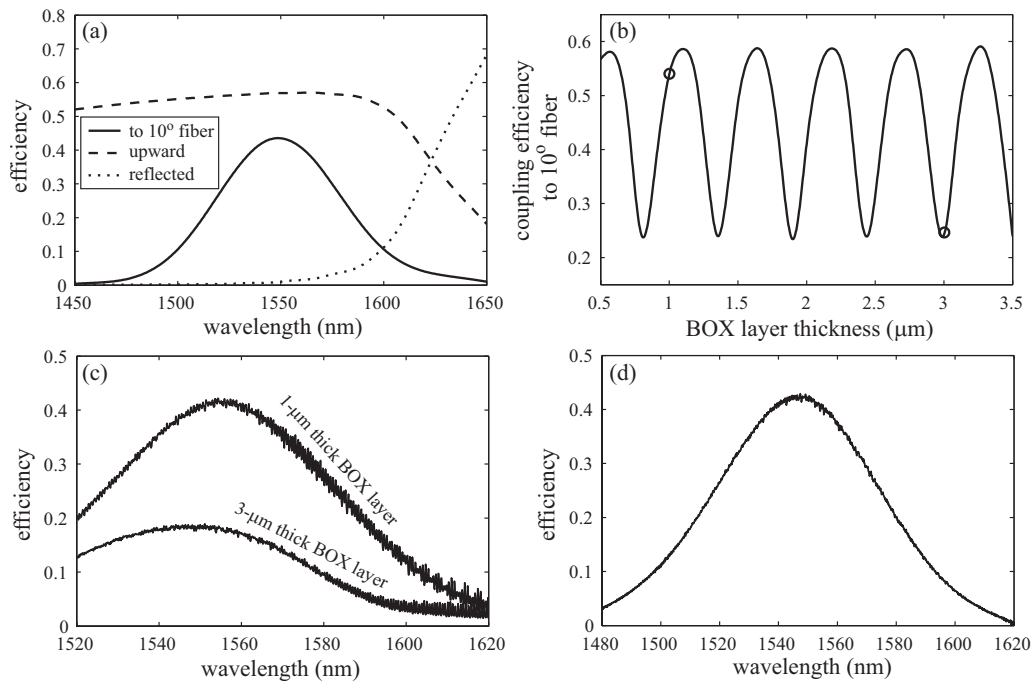 (a)
efficiency
0.8
0.7
0.6
0.5
0.4
0.3
0.2
0.1
0
to 10° fiber
upward
reflected
1450 1500 1550 1600 1650
wavelength (nm)
(b)
coupling efficiency
to 10° fiber
0.6
0.5
0.4
0.3
0.2
0.5 1 1.5 2 2.5 3 3.5
BOX layer thickness (μm)
(c)
efficiency
0.5
0.4
0.3
0.2
0.1
0
1-μm thick BOX layer
3-μm thick BOX layer
1520 1540 1560 1580 1600 1620
wavelength (nm)
(d)
efficiency
0.5
0.4
0.3
0.2
0.1
0
1480 1500 1520 1540 1560 1580 1600 1620
wavelength (nm)